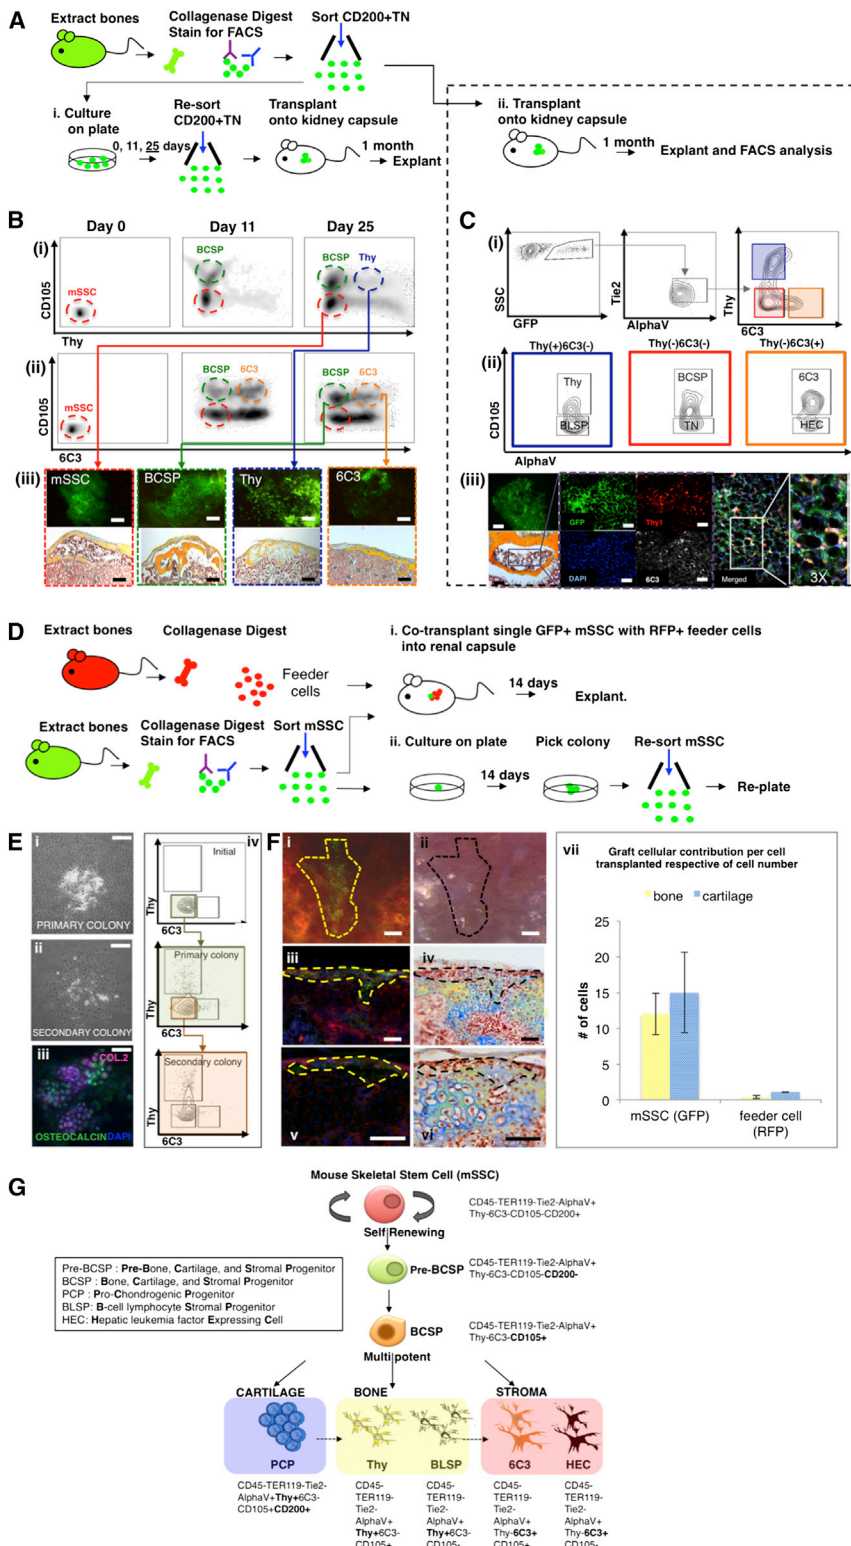 A
Extract bones
Collagenase Digest
Stain for FACS
Sort CD200+TN
i. Culture
on plate
0, 11, 25 days
Re-sort
CD200+TN
Transplant
onto kidney capsule
1 month
Explant
ii. Transplant
onto kidney capsule
1 month
Explant and FACS analysis
B
Day 0
Day 11
Day 25
(i)
CD105
mSSC
BCSP
BCSP
Thy
Thy
(ii)
CD105
mSSC
BCSP
6C3
BCSP
6C3
6C3
(iii)
mSSC
BCSP
Thy
6C3
C
(i)
SSC
GFP
Tie2
AlphaV
Thy
6C3
(ii)
Thy(+)6C3(-)
Thy(-)6C3(-)
Thy(-)6C3(+)
CD105
Thy
BLSP
BCSP
TN
6C3
HEC
AlphaV
(iii)
GFP
Thy1
DAPI
6C3
Merged
3X
D
Extract bones
Collagenase Digest
Feeder
cells
i. Co-transplant single GFP+ mSSC with RFP+ feeder cells
into renal capsule
14 days
Explant.
Extract bones
Collagenase Digest
Stain for FACS
Sort mSSC
ii. Culture on plate
14 days
Pick colony
Re-sort mSSC
Re-plate
E
i
PRIMARY COLONY
ii
SECONDARY COLONY
iii
COL.2
OSTEOCALCIN DAPI
iv
Initial
Thy
6C3
Primary colony
Thy
6C3
Secondary colony
Thy
6C3
F
i
ii
iii
iv
v
vi
vii
Graft cellular contribution per cell
transplanted respective of cell number
bone
cartilage
# of cells
25
20
15
10
5
0
mSSC (GFP)
feeder cell
(RFP)
G
Mouse Skeletal Stem Cell (mSSC)
CD45-TER119-Tie2-AlphaV+
Thy-6C3-CD105-CD200+
Self Renewing
Pre-BCSP : Pre-Bone, Cartilage, and Stromal Progenitor
BCSP : Bone, Cartilage, and Stromal Progenitor
PCP : Pro-Chondrogenic Progenitor
BLSP: B-cell lymphocyte Stromal Progenitor
HEC: Hepatic leukemia factor Expressing Cell
Pre-BCSP
CD45-TER119-Tie2-AlphaV+
Thy-6C3-CD105-CD200-
BCSP
CD45-TER119-Tie2-AlphaV+
Thy-6C3-CD105+
Multipotent
CARTILAGE
BONE
STROMA
PCP
Thy
BLSP
6C3
HEC
CD45-TER119-Tie2-
AlphaV+Thy+6C3-
CD105+CD200+
CD45-
TER119-
Tie2-
AlphaV+
Thy+6C3-
CD105+
CD45-
TER119-
Tie2-
AlphaV+
Thy+6C3-
CD105-
CD45-
TER119-
Tie2-
AlphaV+
Thy-6C3+
CD105+
CD45-
TER119-
Tie2-
AlphaV+
Thy-6C3+
CD105-